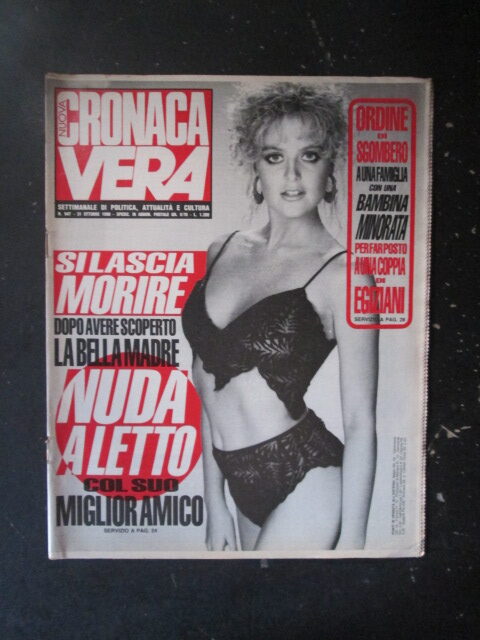 NUOVA
CRONACA
VERA
SETTIMANALE DI POLITICA, ATTUALITÀ E CULTURA
SI LASCIA
MORIRE
DOPO AVERE SCOPERTO
LA BELLA MADRE
NUDA
A LETTO
COL SUO
MIGLIOR AMICO
SERVIZIO A PAG. 24
ORDINE
DI
SGOMBERO
A UNA FAMIGLIA
CON UNA
BAMBINA
MINORATA
PER FAR POSTO
A UNA COPPIA
DI
EGIZIANI
SERVIZIO A PAG. 28